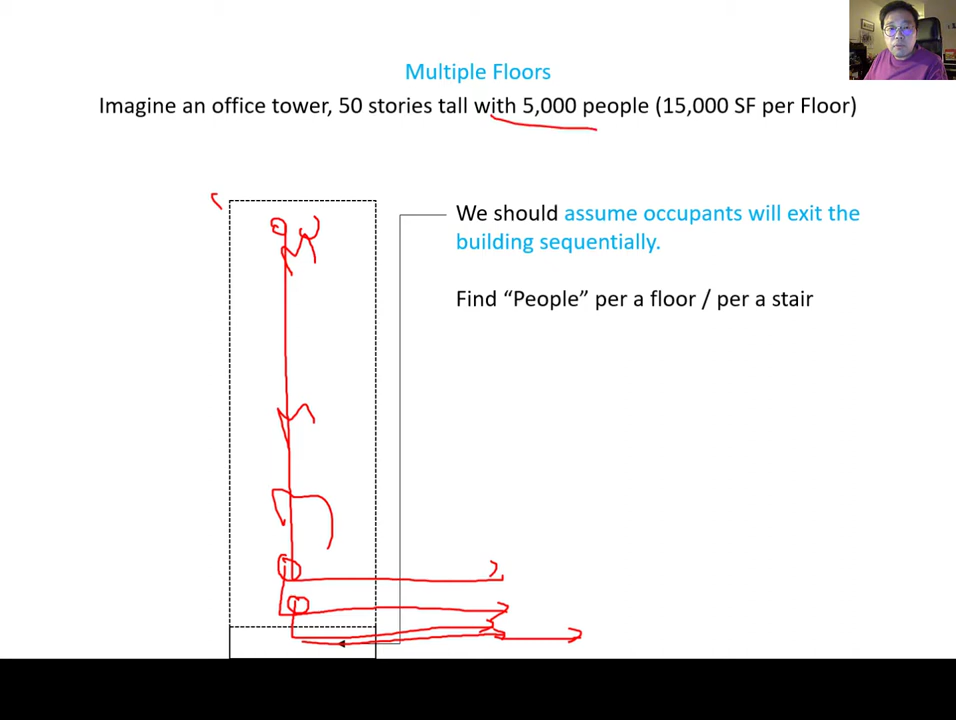 Multiple Floors
Imagine an office tower, 50 stories tall with 5,000 people (15,000 SF per Floor)
We should assume occupants will exit the
building sequentially.
Find “People” per a floor / per a stair